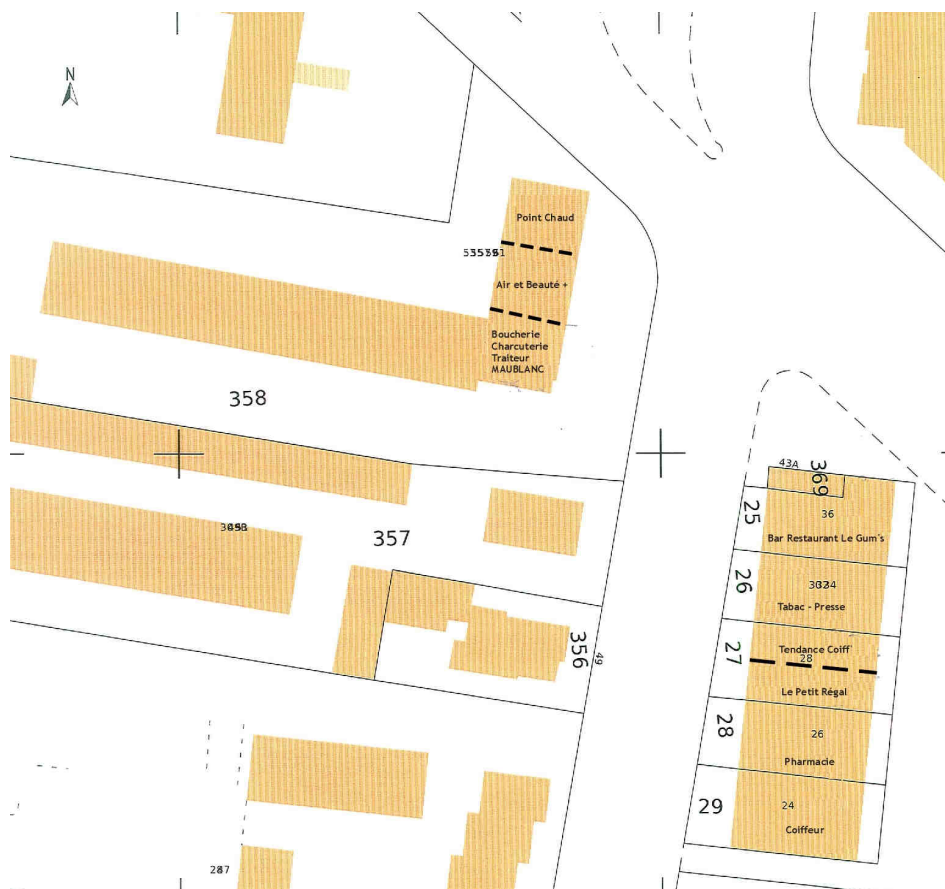 N
Point Chaud
Air et Beauté +
Boucherie
Charcuterie
Traiteur
MAUBLANC
358
43A
369
25
36
Bar Restaurant Le Gum's
357
26
Tabac - Presse
356
49
27
Tendance Coiff'
28
Le Petit Régal
28
26
Pharmacie
29
24
Coiffeur